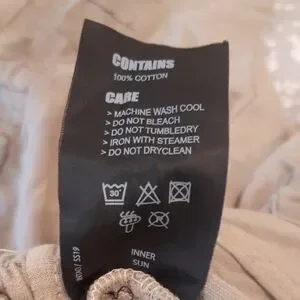 CONTAINS
100% COTTON
CARE
> MACHINE WASH COOL
> DO NOT BLEACH
> DO NOT TUMBLEDRY
> IRON WITH STEAMER
> DO NOT DRYCLEAN
30°
INNER
SUN
/ SS19